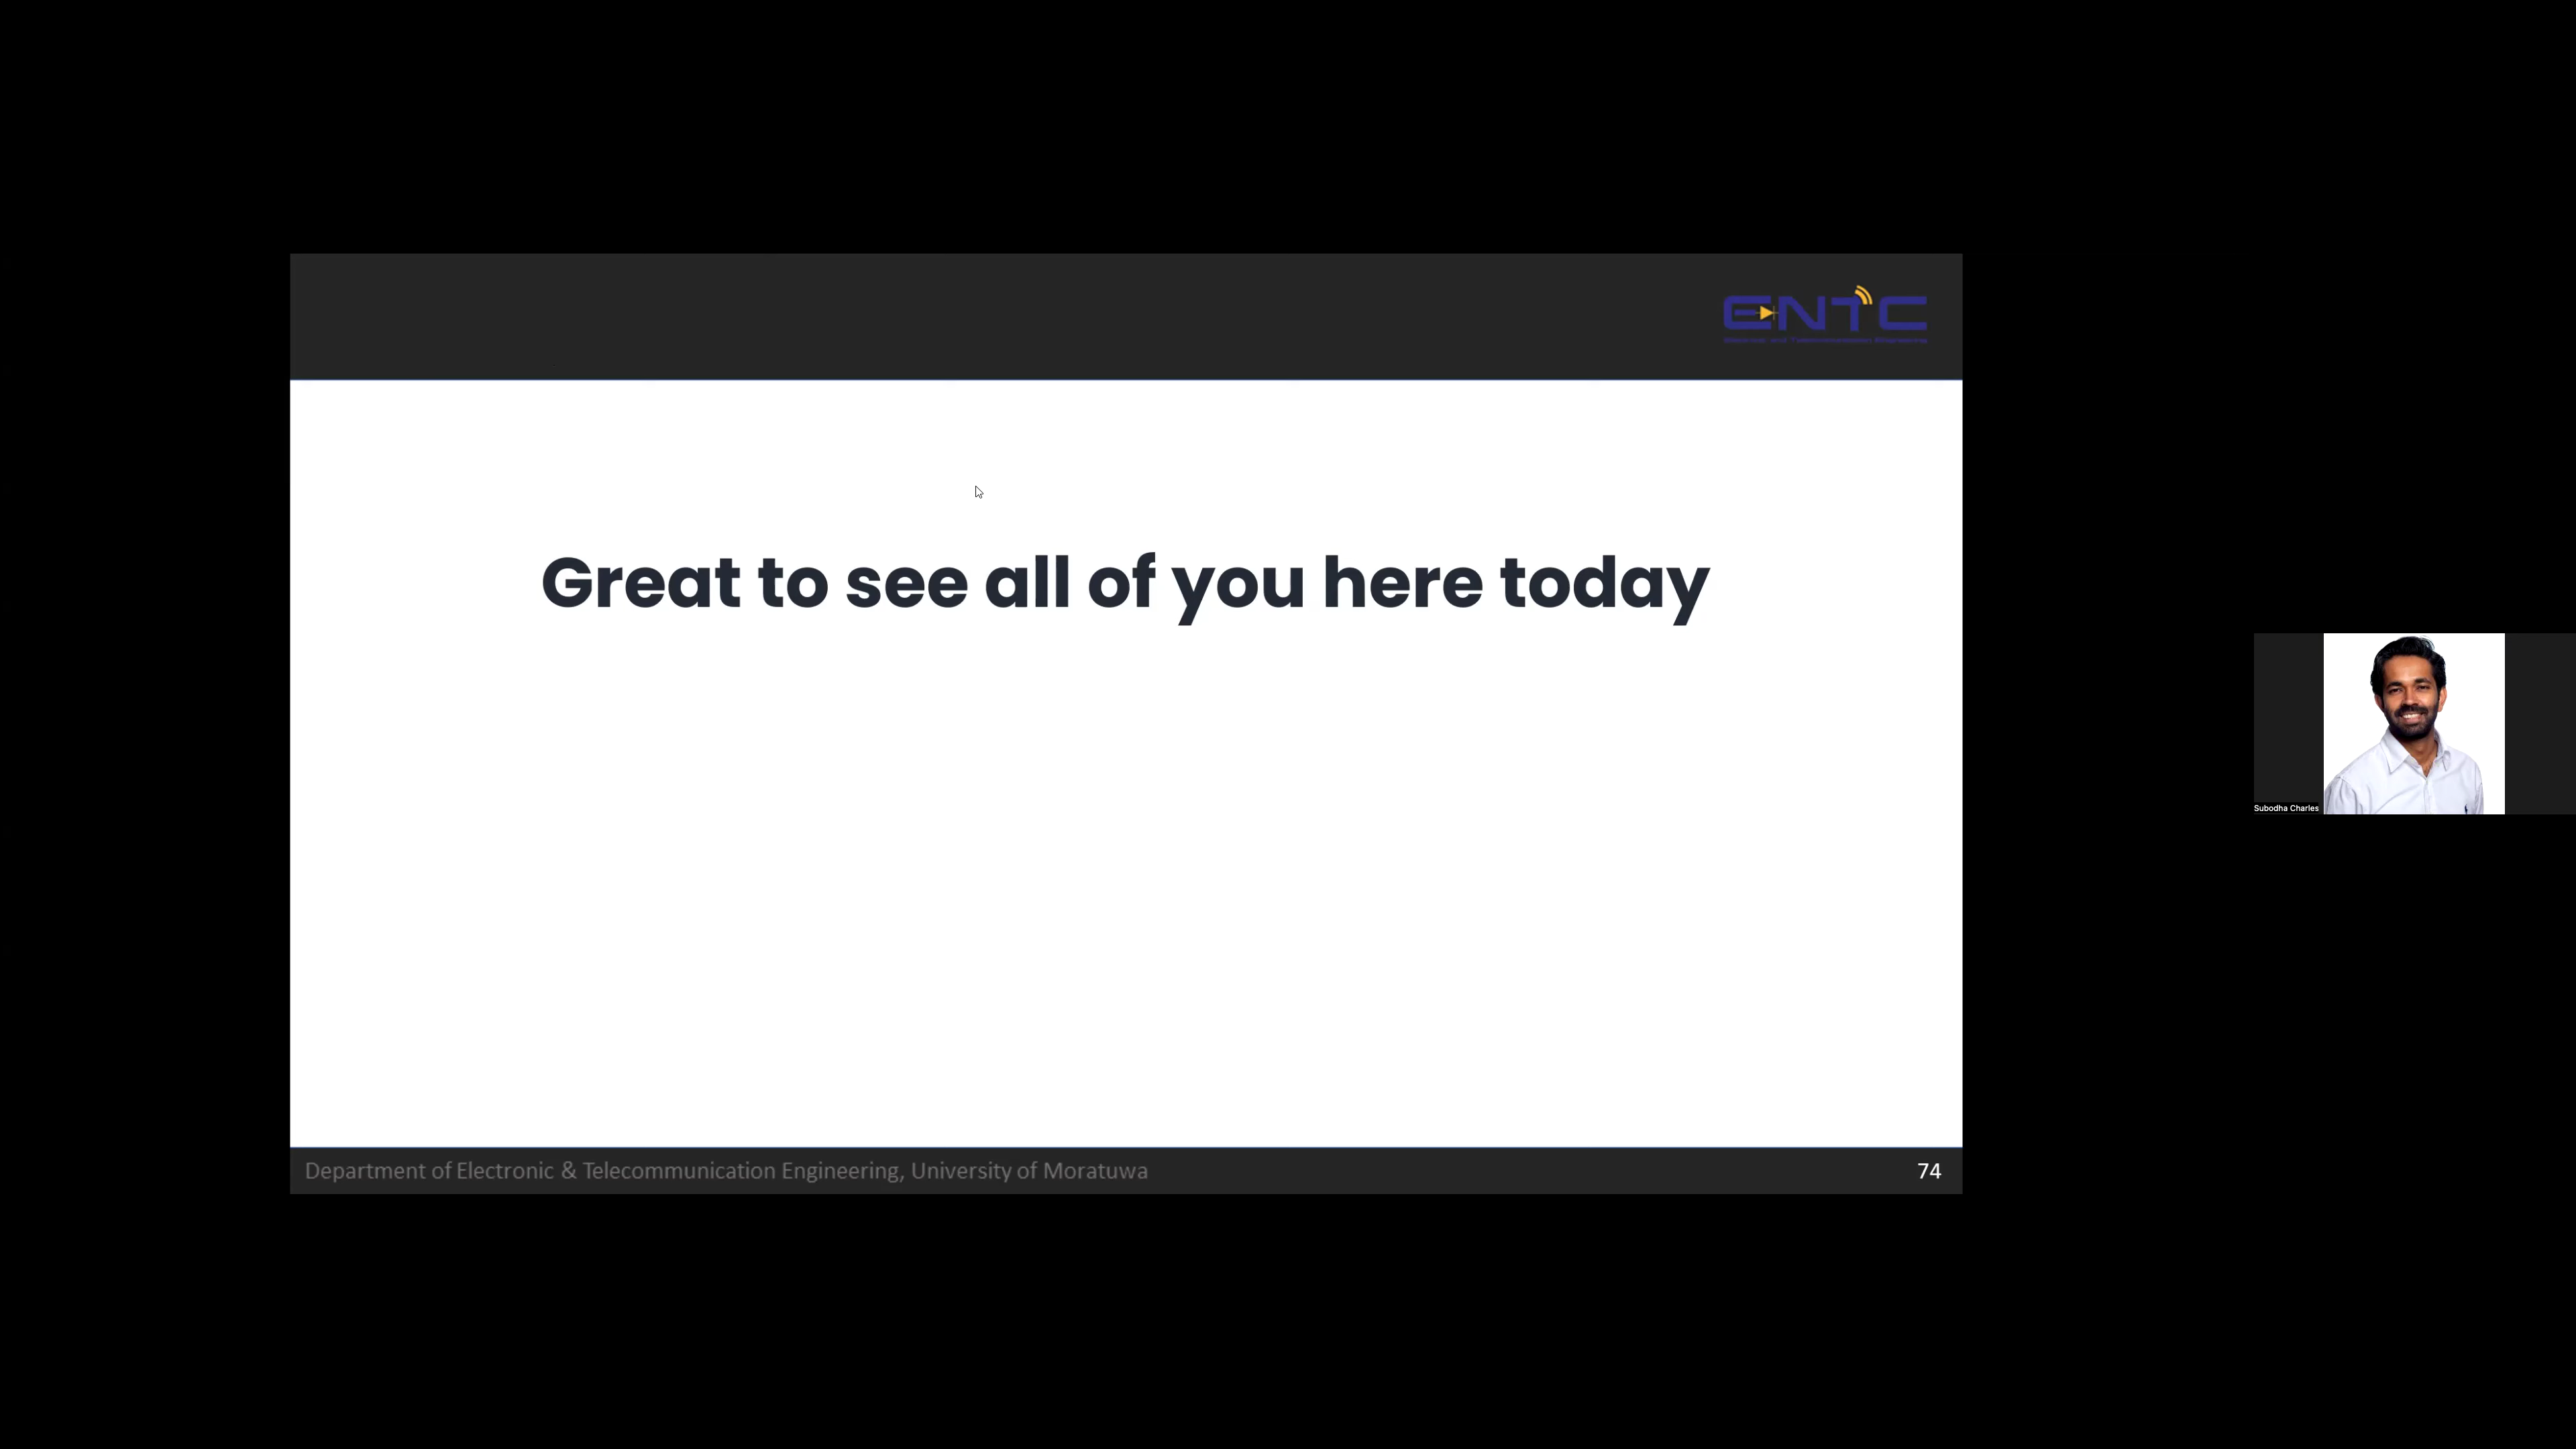 ENTC
Great to see all of you here today
Subodha Charles
Department of Electronic & Telecommunication Engineering, University of Moratuwa
74